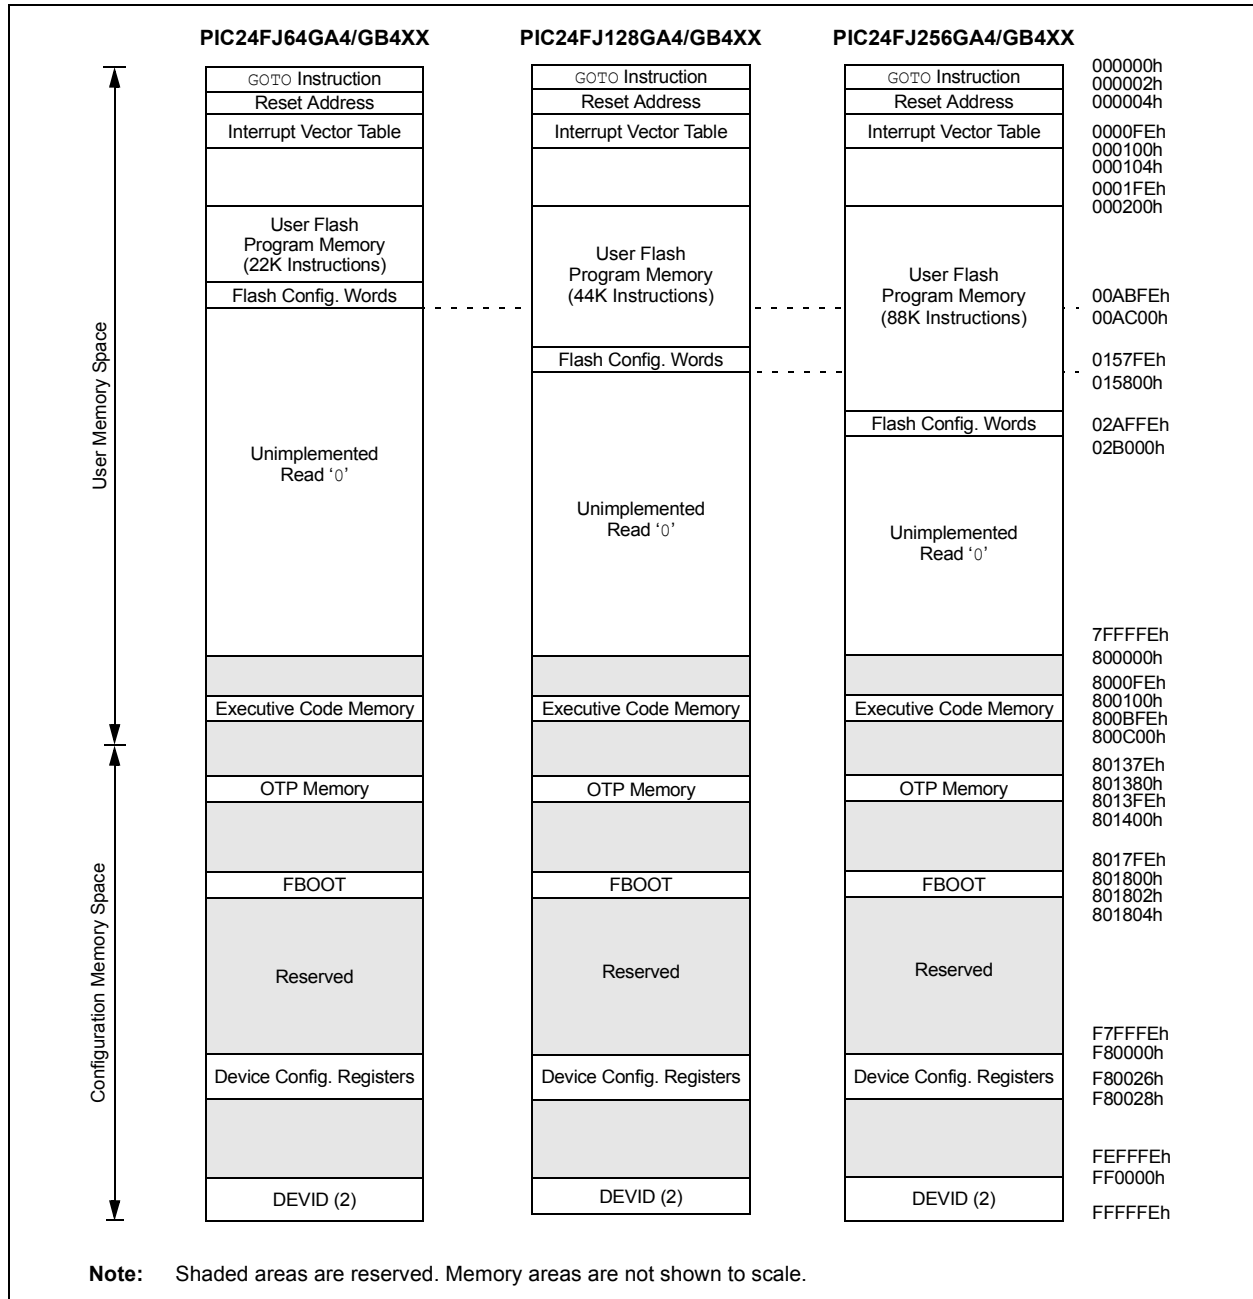 PIC24FJ64GA4/GB4XX
PIC24FJ128GA4/GB4XX
PIC24FJ256GA4/GB4XX
User Memory Space
Configuration Memory Space
GOTO Instruction
Reset Address
Interrupt Vector Table
User Flash
Program Memory
(22K Instructions)
Flash Config. Words
Unimplemented
Read ‘0’
Executive Code Memory
OTP Memory
FBOOT
Reserved
Device Config. Registers
DEVID (2)
GOTO Instruction
Reset Address
Interrupt Vector Table
User Flash
Program Memory
(44K Instructions)
Flash Config. Words
Unimplemented
Read ‘0’
Executive Code Memory
OTP Memory
FBOOT
Reserved
Device Config. Registers
DEVID (2)
GOTO Instruction
Reset Address
Interrupt Vector Table
User Flash
Program Memory
(88K Instructions)
Flash Config. Words
Unimplemented
Read ‘0’
Executive Code Memory
OTP Memory
FBOOT
Reserved
Device Config. Registers
DEVID (2)
000000h
000002h
000004h
0000FEh
000100h
000104h
0001FEh
000200h
00ABFEh
00AC00h
0157FEh
015800h
02AFFEh
02B000h
7FFFFEh
800000h
8000FEh
800100h
800BFEh
800C00h
80137Eh
801380h
8013FEh
801400h
8017FEh
801800h
801802h
801804h
F7FFFEh
F80000h
F80026h
F80028h
FEFFFEh
FF0000h
FFFFFEh
Note: Shaded areas are reserved. Memory areas are not shown to scale.